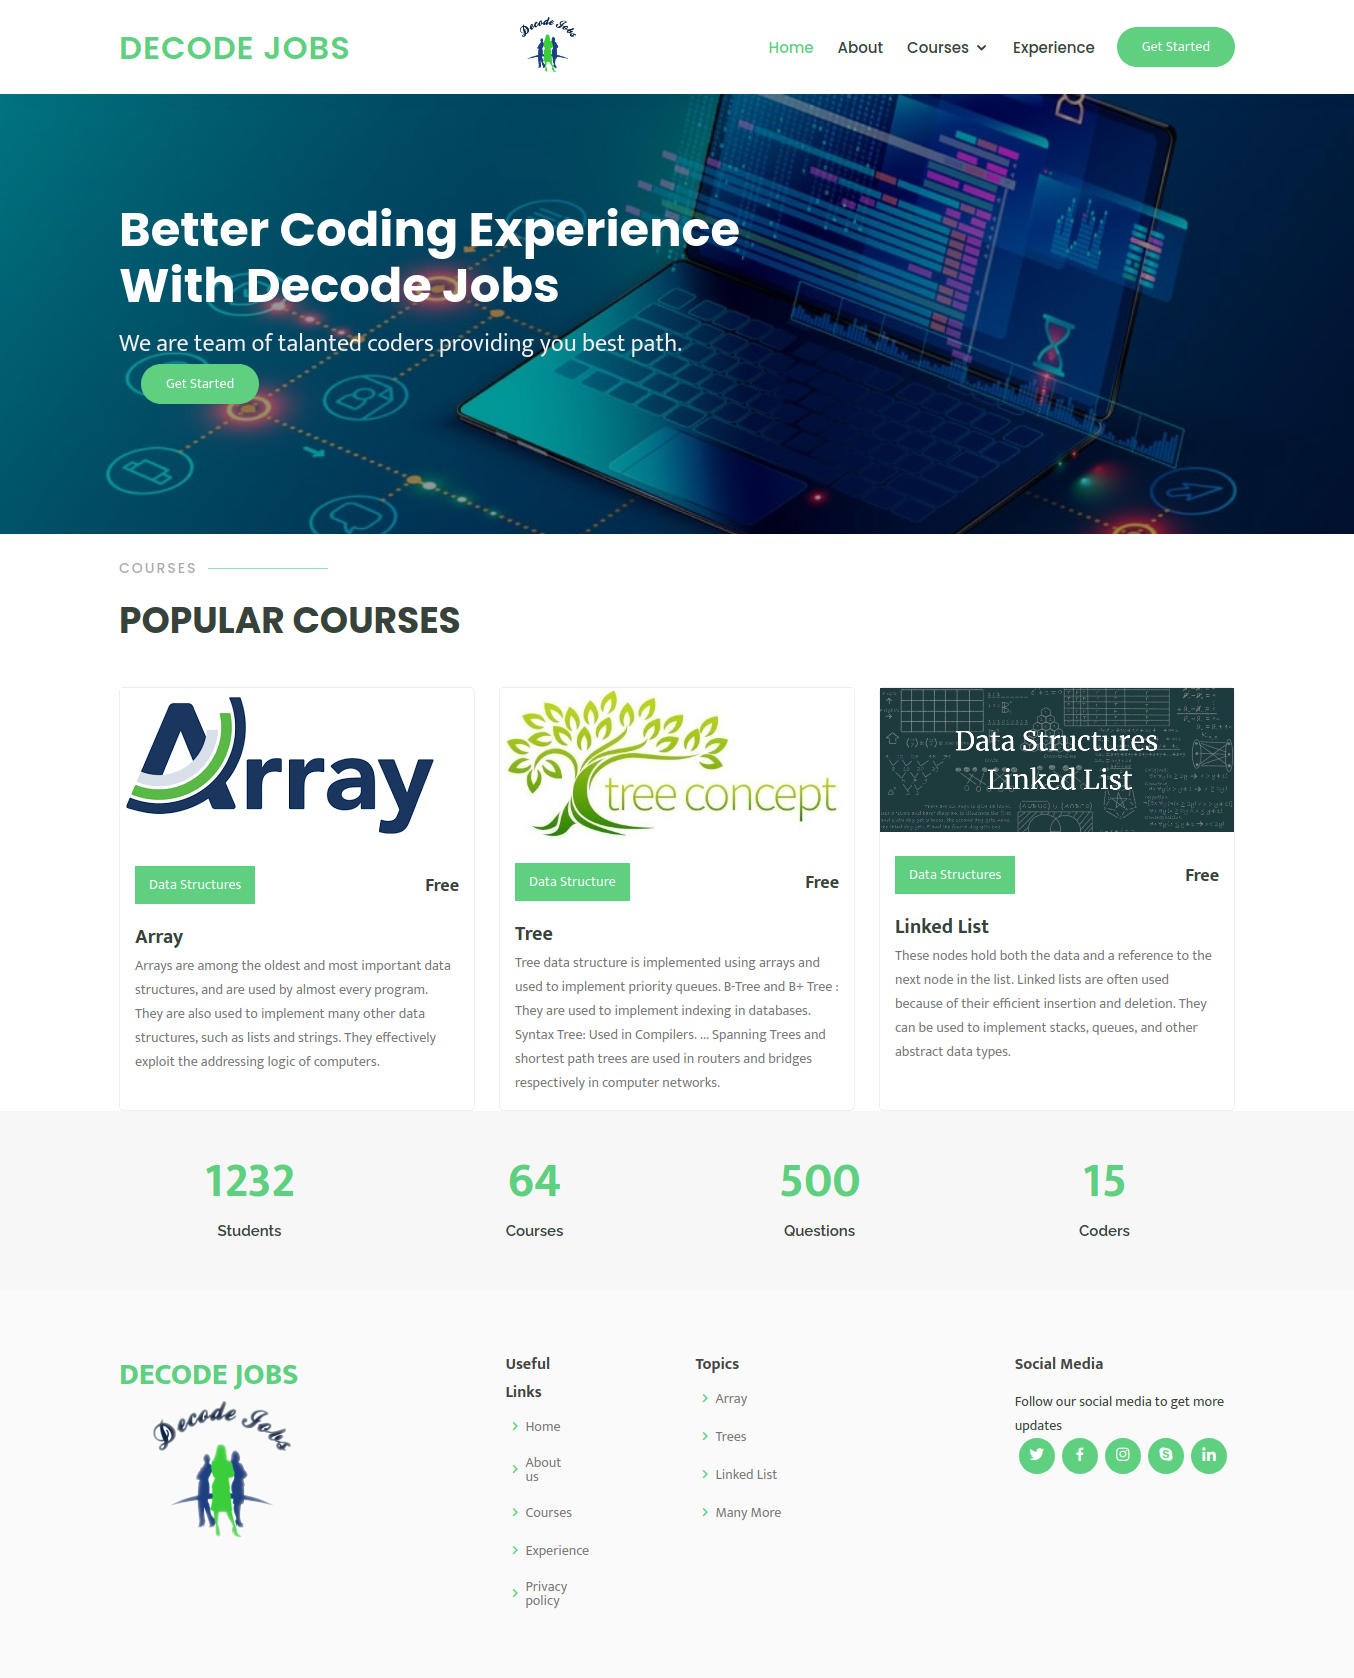 DECODE JOBS
Decode Jobs
Home About Courses Experience Get Started
Better Coding Experience
With Decode Jobs
We are team of talanted coders providing you best path.
Get Started
COURSES
POPULAR COURSES
Array
Data Structures Free
Array
Arrays are among the oldest and most important data
structures, and are used by almost every program.
They are also used to implement many other data
structures, such as lists and strings. They effectively
exploit the addressing logic of computers.
tree concept
Data Structure Free
Tree
Tree data structure is implemented using arrays and
used to implement priority queues. B-Tree and B+ Tree :
They are used to implement indexing in databases.
Syntax Tree: Used in Compilers. ... Spanning Trees and
shortest path trees are used in routers and bridges
respectively in computer networks.
Data Structures
Linked List
Data Structures Free
Linked List
These nodes hold both the data and a reference to the
next node in the list. Linked lists are often used
because of their efficient insertion and deletion. They
can be used to implement stacks, queues, and other
abstract data types.
1232 64 500 15
Students Courses Questions Coders
DECODE JOBS
Decode Jobs
Useful
Links
Home
About
us
Courses
Experience
Privacy
policy
Topics
Array
Trees
Linked List
Many More
Social Media
Follow our social media to get more
updates